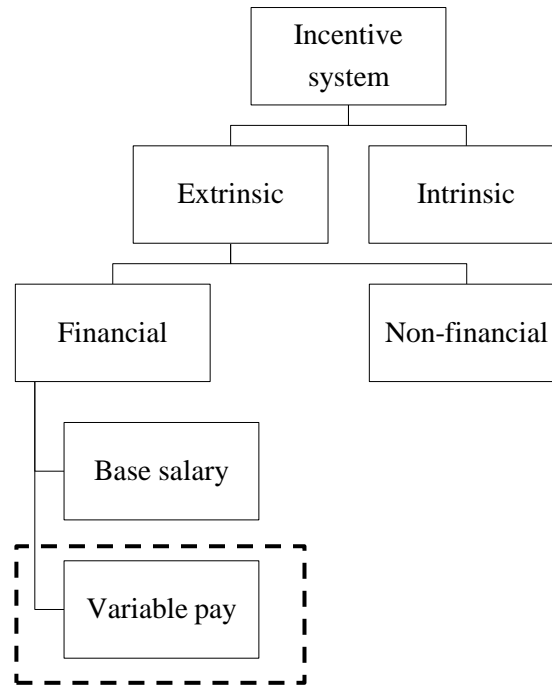 Incentive
system
Extrinsic
Intrinsic
Financial
Non-financial
Base salary
Variable pay